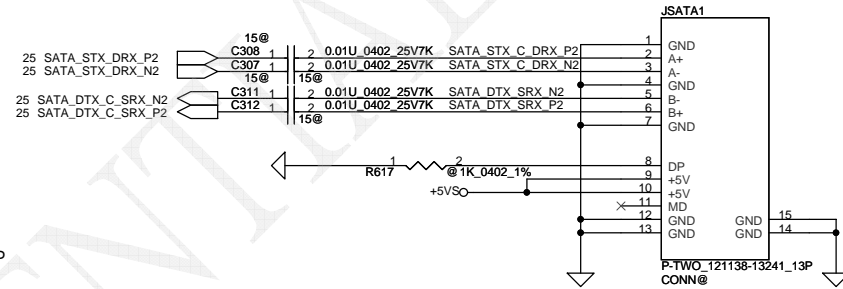 JSATA1
15@
25 SATA_STX_DRX_P2 C308 1 2 0.01U_0402_25V7K SATA_STX_C_DRX_P2
25 SATA_STX_DRX_N2 C307 1 2 0.01U_0402_25V7K SATA_STX_C_DRX_N2
15@ 15@
25 SATA_DTX_C_SRX_N2 C311 1 2 0.01U_0402_25V7K SATA_DTX_SRX_N2
25 SATA_DTX_C_SRX_P2 C312 1 2 0.01U_0402_25V7K SATA_DTX_SRX_P2
15@
1 GND
2 A+
3 A-
4 GND
5 B-
6 B+
7 GND
R617 1 2 @ 1K_0402_1%
+5VS
8 DP
9 +5V
10 +5V
11 MD
12 GND GND 15
13 GND GND 14
P-TWO_121138-13241_13P
CONN@